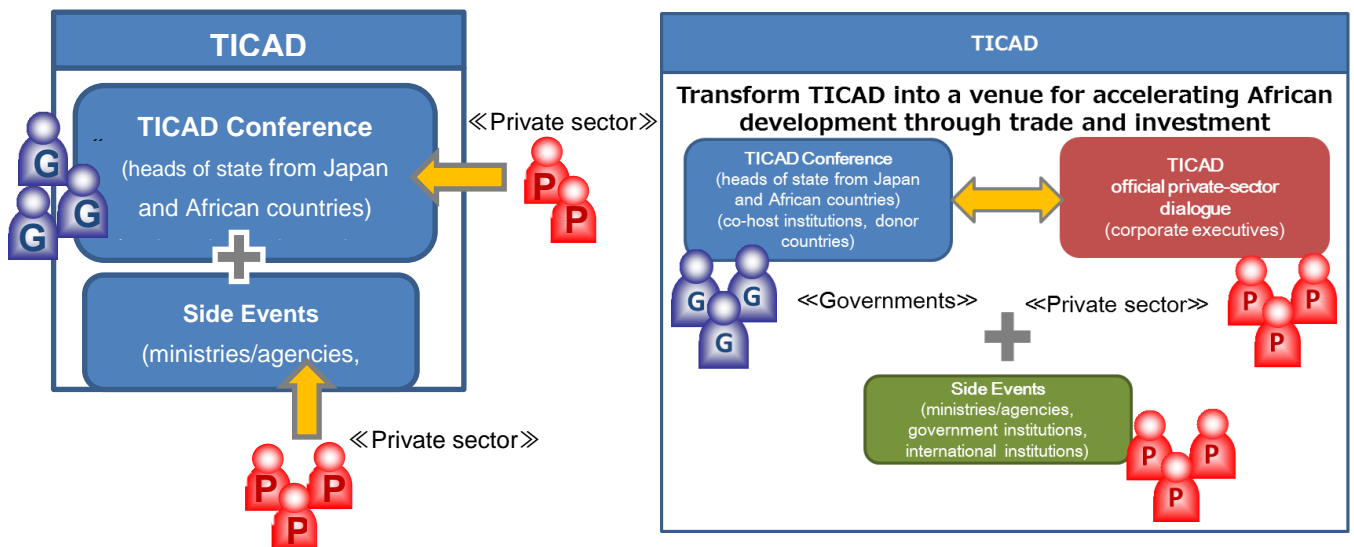 TICAD
TICAD Conference
(heads of state from Japan
and African countries)
≪Private sector≫
P
P
G
G
G
Side Events
(ministries/agencies,
≪Private sector≫
P
P
P
TICAD
Transform TICAD into a venue for accelerating African
development through trade and investment
TICAD Conference
(heads of state from Japan
and African countries)
(co-host institutions, donor
countries)
TICAD
official private-sector
dialogue
(corporate executives)
G
G
G
≪Governments≫
≪Private sector≫
P
P
P
Side Events
(ministries/agencies,
government institutions,
international institutions)
P
P
P